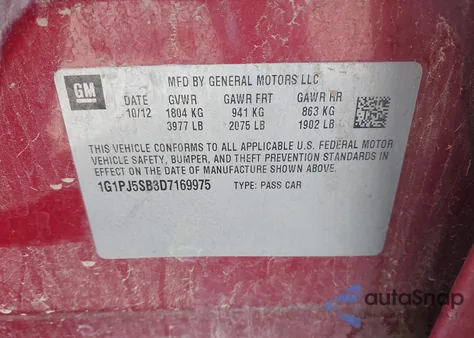 GM
MFD BY GENERAL MOTORS LLC
DATE GVWR GAWR FRT GAWR RR
10/12 1804 KG 941 KG 863 KG
3977 LB 2075 LB 1902 LB
THIS VEHICLE CONFORMS TO ALL APPLICABLE U.S. FEDERAL MOTOR
VEHICLE SAFETY, BUMPER, AND THEFT PREVENTION STANDARDS IN
EFFECT ON THE DATE OF MANUFACTURE SHOWN ABOVE.
1G1PJ5SB3D7169975 TYPE: PASS CAR
autoSnap